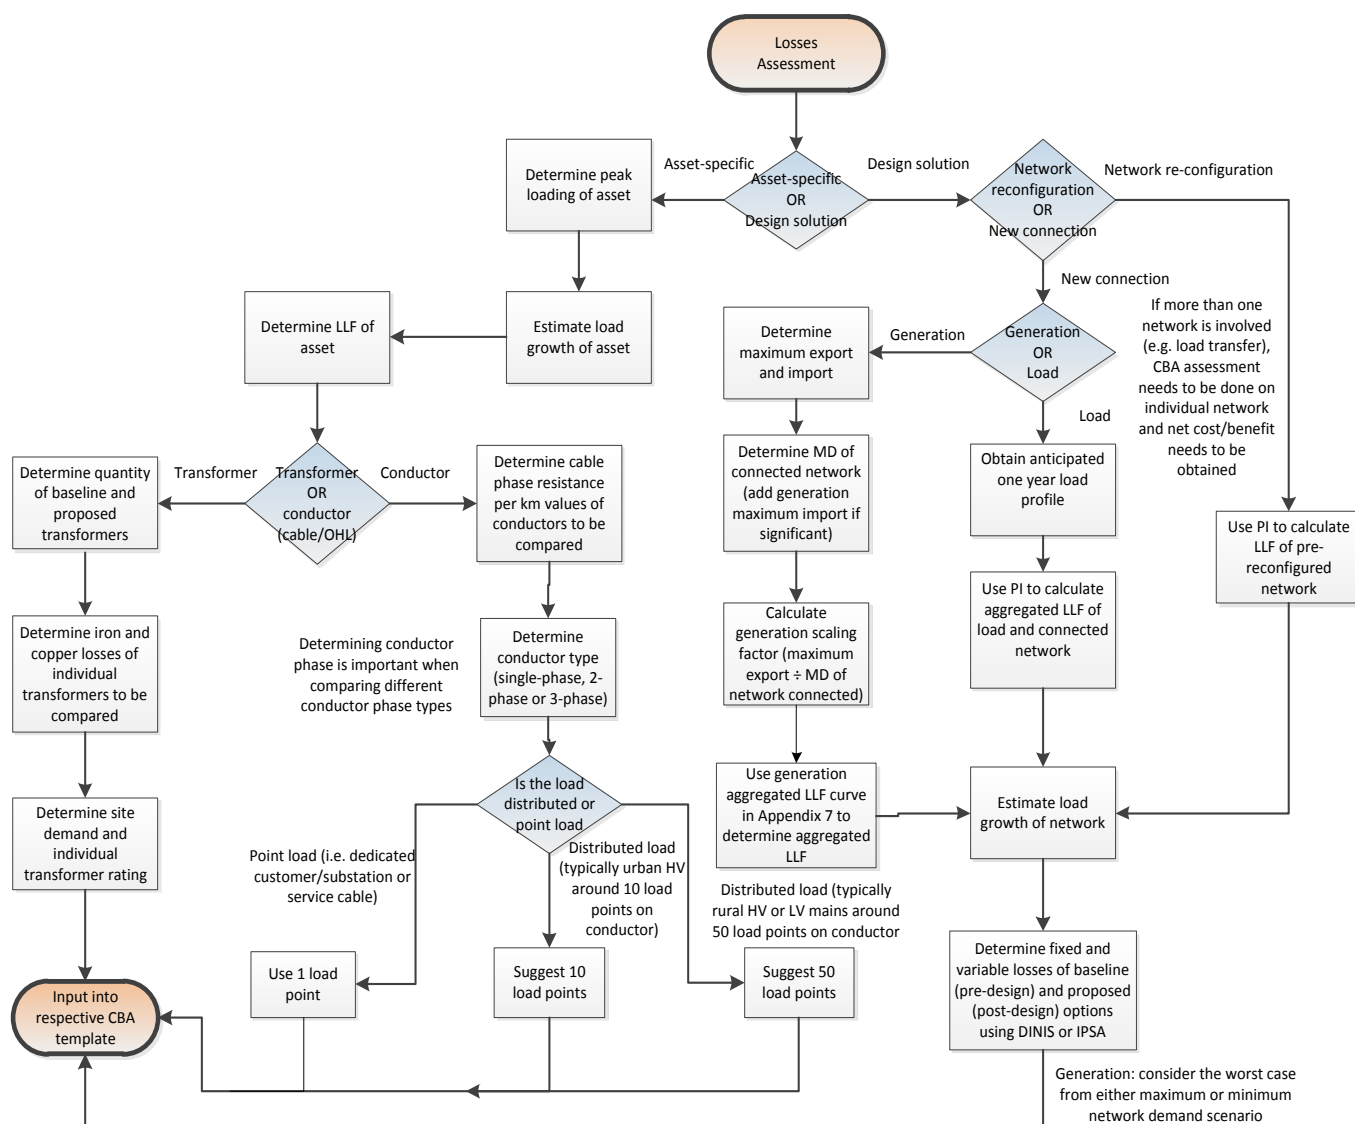 Losses
Assessment
Asset-specific
Design solution
Network re-configuration
Determine peak
loading of asset
Asset-specific
OR
Design solution
Network
reconfiguration
OR
New connection
New connection
Determine LLF of
asset
Estimate load
growth of asset
Determine
maximum export
and import
Generation
Generation
OR
Load
If more than one
network is involved
(e.g. load transfer),
CBA assessment
needs to be done on
individual network
and net cost/benefit
needs to be
obtained
Load
Determine quantity
of baseline and
proposed
transformers
Transformer
Transformer
OR
conductor
(cable/OHL)
Conductor
Determine cable
phase resistance
per km values of
conductors to be
compared
Determine MD of
connected network
(add generation
maximum import if
significant)
Obtain anticipated
one year load
profile
Use PI to calculate
LLF of pre-
reconfigured
network
Determine iron and
copper losses of
individual
transformers to be
compared
Determining conductor
phase is important when
comparing different
conductor phase types
Determine
conductor type
(single-phase, 2-
phase or 3-phase)
Calculate
generation scaling
factor (maximum
export ÷ MD of
network connected)
Use PI to calculate
aggregated LLF of
load and connected
network
Determine site
demand and
individual
transformer rating
Is the load
distributed or
point load
Use generation
aggregated LLF curve
in Appendix 7 to
determine aggregated
LLF
Estimate load
growth of network
Point load (i.e. dedicated
customer/substation or
service cable)
Distributed load
(typically urban HV
around 10 load
points on
conductor)
Distributed load (typically
rural HV or LV mains around
50 load points on conductor
Input into
respective CBA
template
Use 1 load
point
Suggest 10
load points
Suggest 50
load points
Determine fixed and
variable losses of baseline
(pre-design) and proposed
(post-design) options
using DINIS or IPSA
Generation: consider the worst case
from either maximum or minimum
network demand scenario